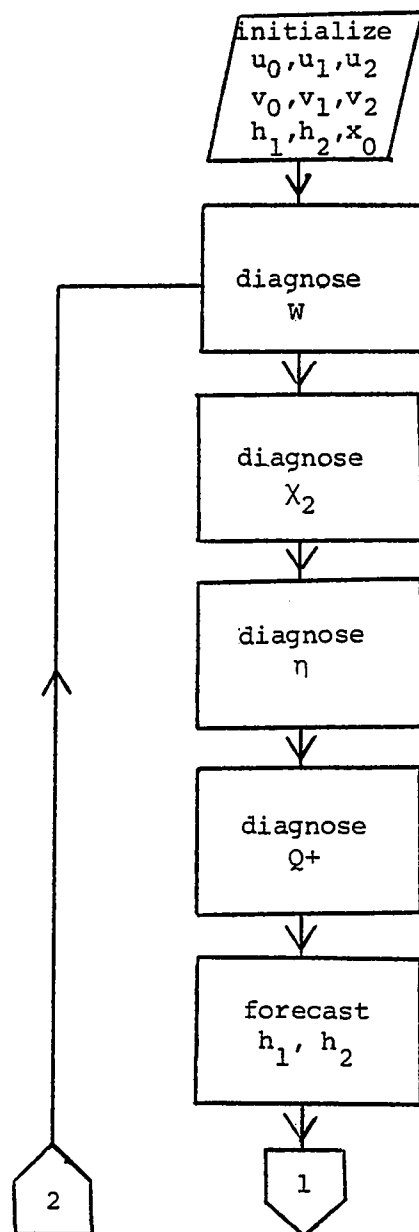 initialize
u₀,u₁,u₂
v₀,v₁,v₂
h₁,h₂,x₀
diagnose
W
diagnose
χ₂
diagnose
η
diagnose
Q+
forecast
h₁, h₂
1
2